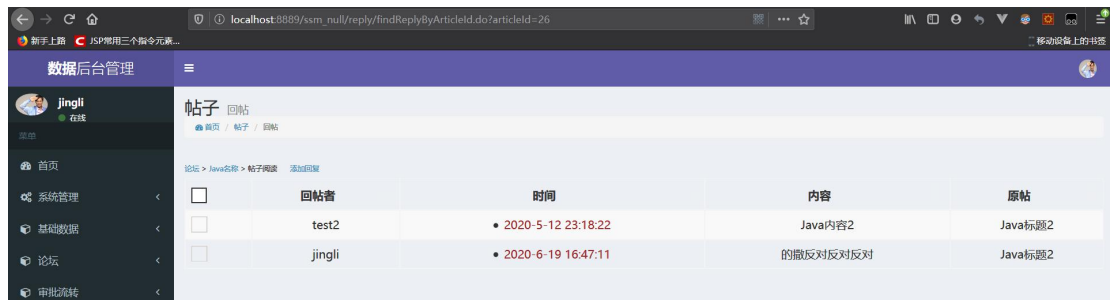 localhost:8889/ssm_null/reply/findReplyByArticleId.do?articleId=26
新手上路 JSP常用三个指令元素... 移动设备上的书签
数据后台管理
jingli
在线
菜单
首页
系统管理
基础数据
论坛
审批流转
帖子 回帖
首页 / 帖子 / 回帖
论坛 > Java名称 > 帖子阅读 添加回复
回帖者 时间 内容 原帖
test2 • 2020-5-12 23:18:22 Java内容2 Java标题2
jingli • 2020-6-19 16:47:11 的撒反对反对反对 Java标题2